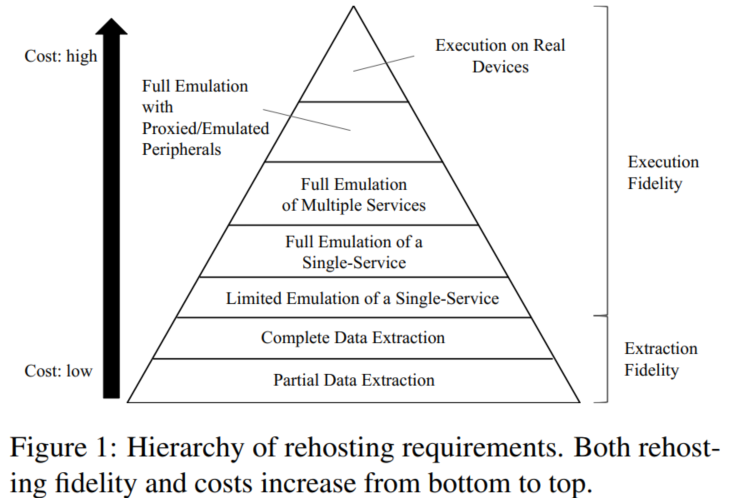 Cost: high
Execution on Real
Devices
Full Emulation
with
Proxied/Emulated
Peripherals
Execution
Fidelity
Full Emulation
of Multiple Services
Full Emulation of a
Single-Service
Limited Emulation of a Single-Service
Complete Data Extraction
Extraction
Fidelity
Cost: low
Partial Data Extraction
Figure 1: Hierarchy of rehosting requirements. Both rehost-
ing fidelity and costs increase from bottom to top.